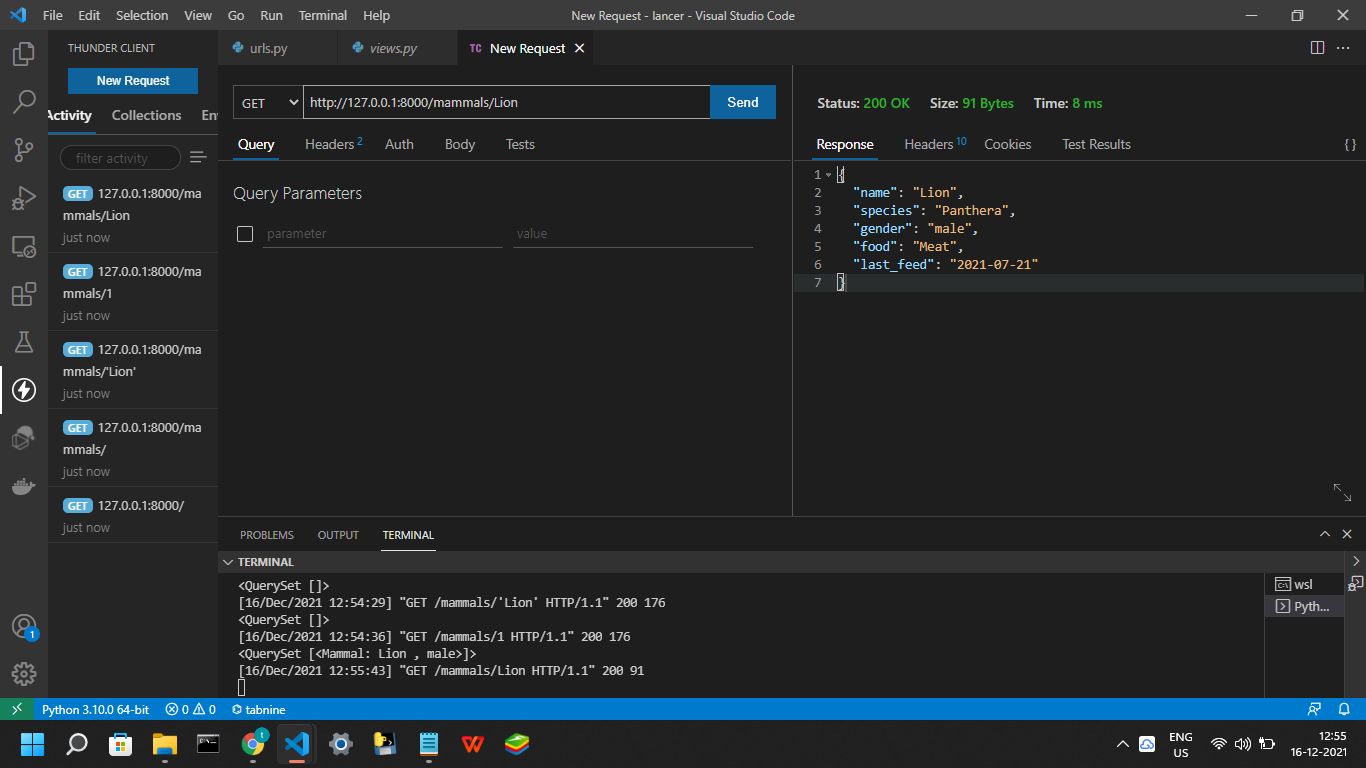 File Edit Selection View Go Run Terminal Help New Request - lancer - Visual Studio Code
THUNDER CLIENT
New Request
Activity Collections En
filter activity
GET 127.0.0.1:8000/ma
mmals/Lion
just now
GET 127.0.0.1:8000/ma
mmals/1
just now
GET 127.0.0.1:8000/ma
mmals/'Lion'
just now
GET 127.0.0.1:8000/ma
mmals/
just now
GET 127.0.0.1:8000/
just now
1
urls.py views.py TC New Request
GET http://127.0.0.1:8000/mammals/Lion Send
Query Headers 2 Auth Body Tests
Query Parameters
parameter value
Status: 200 OK Size: 91 Bytes Time: 8 ms
Response Headers 10 Cookies Test Results { }
1 {
2 "name": "Lion",
3 "species": "Panthera",
4 "gender": "male",
5 "food": "Meat",
6 "last_feed": "2021-07-21"
7 }
PROBLEMS OUTPUT TERMINAL
TERMINAL
<QuerySet []>
[16/Dec/2021 12:54:29] "GET /mammals/'Lion' HTTP/1.1" 200 176
<QuerySet []>
[16/Dec/2021 12:54:36] "GET /mammals/1 HTTP/1.1" 200 176
<QuerySet [<Mammal: Lion , male>]>
[16/Dec/2021 12:55:43] "GET /mammals/Lion HTTP/1.1" 200 91
wsl
Pyth...
Python 3.10.0 64-bit 0 0 tabnine
t
ENG
US
12:55
16-12-2021